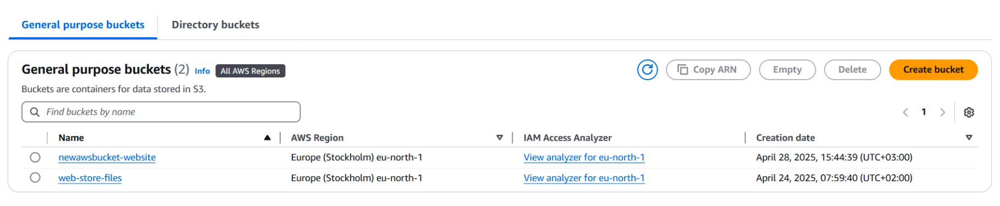 General purpose buckets Directory buckets
General purpose buckets (2) Info All AWS Regions Copy ARN Empty Delete Create bucket
Buckets are containers for data stored in S3.
Find buckets by name 1
Name AWS Region IAM Access Analyzer Creation date
newawsbucket-website Europe (Stockholm) eu-north-1 View analyzer for eu-north-1 April 28, 2025, 15:44:39 (UTC+03:00)
web-store-files Europe (Stockholm) eu-north-1 View analyzer for eu-north-1 April 24, 2025, 07:59:40 (UTC+02:00)